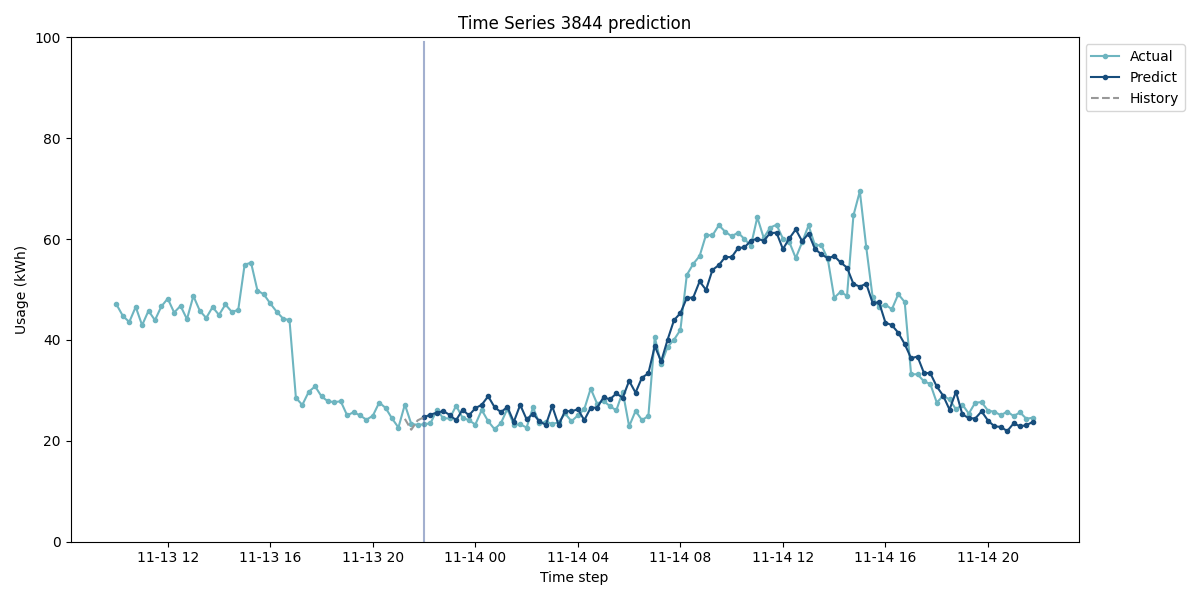 Time Series 3844 prediction
100
80
60
40
20
0
Usage (kWh)
11-13 12
11-13 16
11-13 20
11-14 00
11-14 04
11-14 08
11-14 12
11-14 16
11-14 20
Time step
Actual
Predict
History